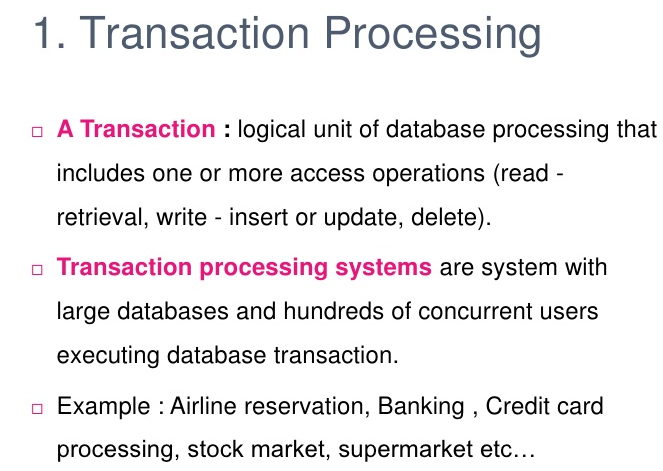 1. Transaction Processing
A Transaction : logical unit of database processing that
includes one or more access operations (read -
retrieval, write - insert or update, delete).
Transaction processing systems are system with
large databases and hundreds of concurrent users
executing database transaction.
Example : Airline reservation, Banking , Credit card
processing, stock market, supermarket etc…